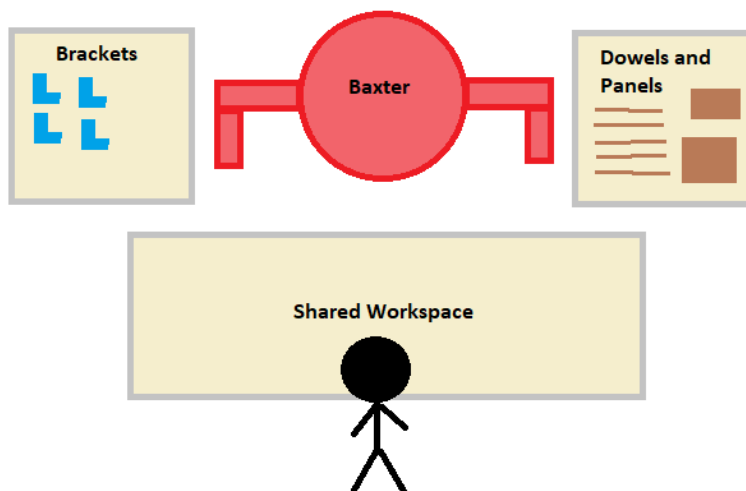 Brackets
Baxter
Dowels and
Panels
Shared Workspace